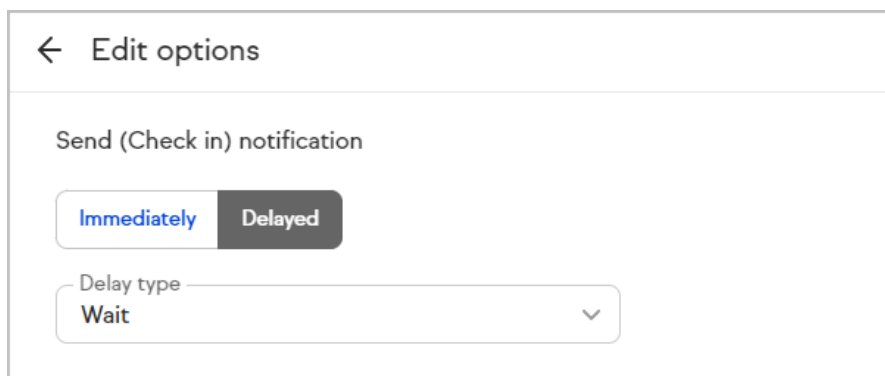 Edit options
Send (Check in) notification
Immediately Delayed
Delay type
Wait